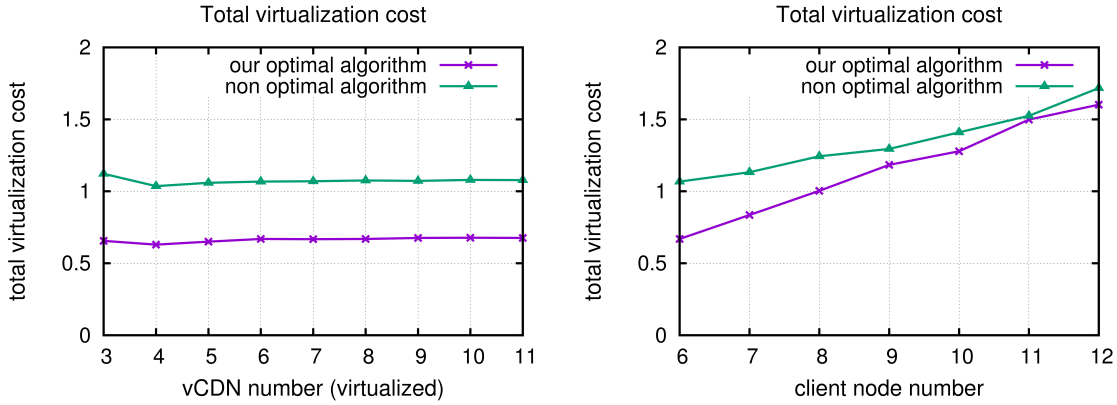 Total virtualization cost
2
1.5
1
0.5
0
total virtualization cost
our optimal algorithm
non optimal algorithm
3 4 5 6 7 8 9 10 11
vCDN number (virtualized)
Total virtualization cost
2
1.5
1
0.5
0
total virtualization cost
our optimal algorithm
non optimal algorithm
6 7 8 9 10 11 12
client node number